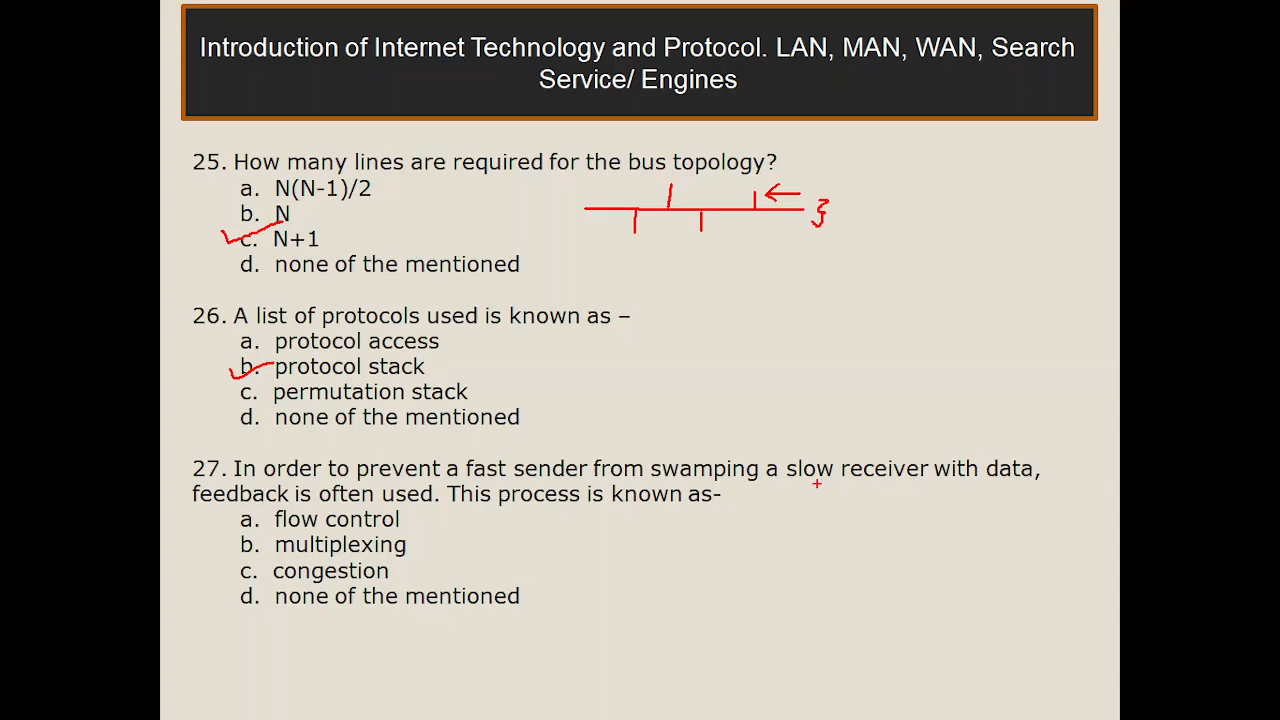 Introduction of Internet Technology and Protocol. LAN, MAN, WAN, Search
Service/ Engines
25. How many lines are required for the bus topology?
a. N(N-1)/2
b. N
c. N+1
d. none of the mentioned
26. A list of protocols used is known as –
a. protocol access
b. protocol stack
c. permutation stack
d. none of the mentioned
27. In order to prevent a fast sender from swamping a slow receiver with data,
feedback is often used. This process is known as-
a. flow control
b. multiplexing
c. congestion
d. none of the mentioned